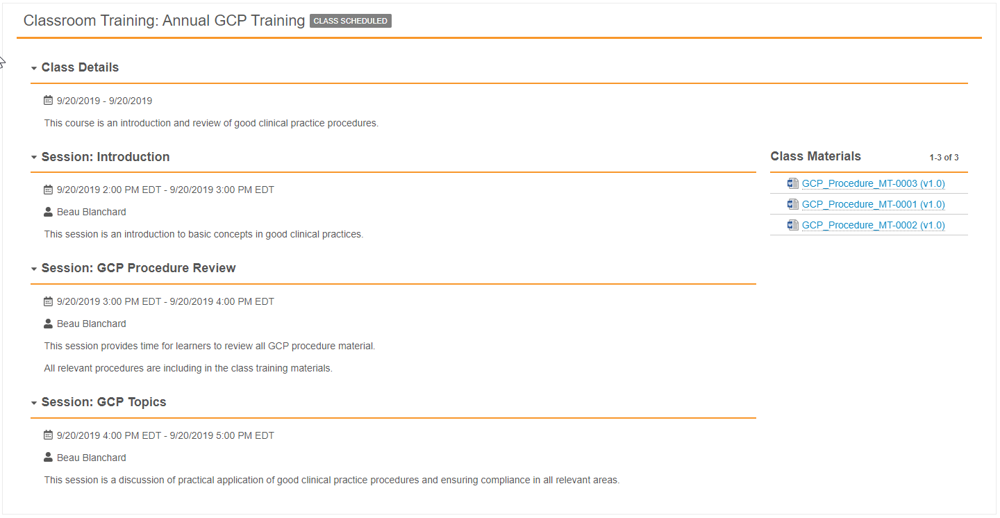 Classroom Training: Annual GCP Training CLASS SCHEDULED
Class Details
9/20/2019 - 9/20/2019
This course is an introduction and review of good clinical practice procedures.
Session: Introduction
9/20/2019 2:00 PM EDT - 9/20/2019 3:00 PM EDT
Beau Blanchard
This session is an introduction to basic concepts in good clinical practices.
Session: GCP Procedure Review
9/20/2019 3:00 PM EDT - 9/20/2019 4:00 PM EDT
Beau Blanchard
This session provides time for learners to review all GCP procedure material.
All relevant procedures are including in the class training materials.
Session: GCP Topics
9/20/2019 4:00 PM EDT - 9/20/2019 5:00 PM EDT
Beau Blanchard
This session is a discussion of practical application of good clinical practice procedures and ensuring compliance in all relevant areas.
Class Materials 1-3 of 3
GCP_Procedure_MT-0003 (v1.0)
GCP_Procedure_MT-0001 (v1.0)
GCP_Procedure_MT-0002 (v1.0)